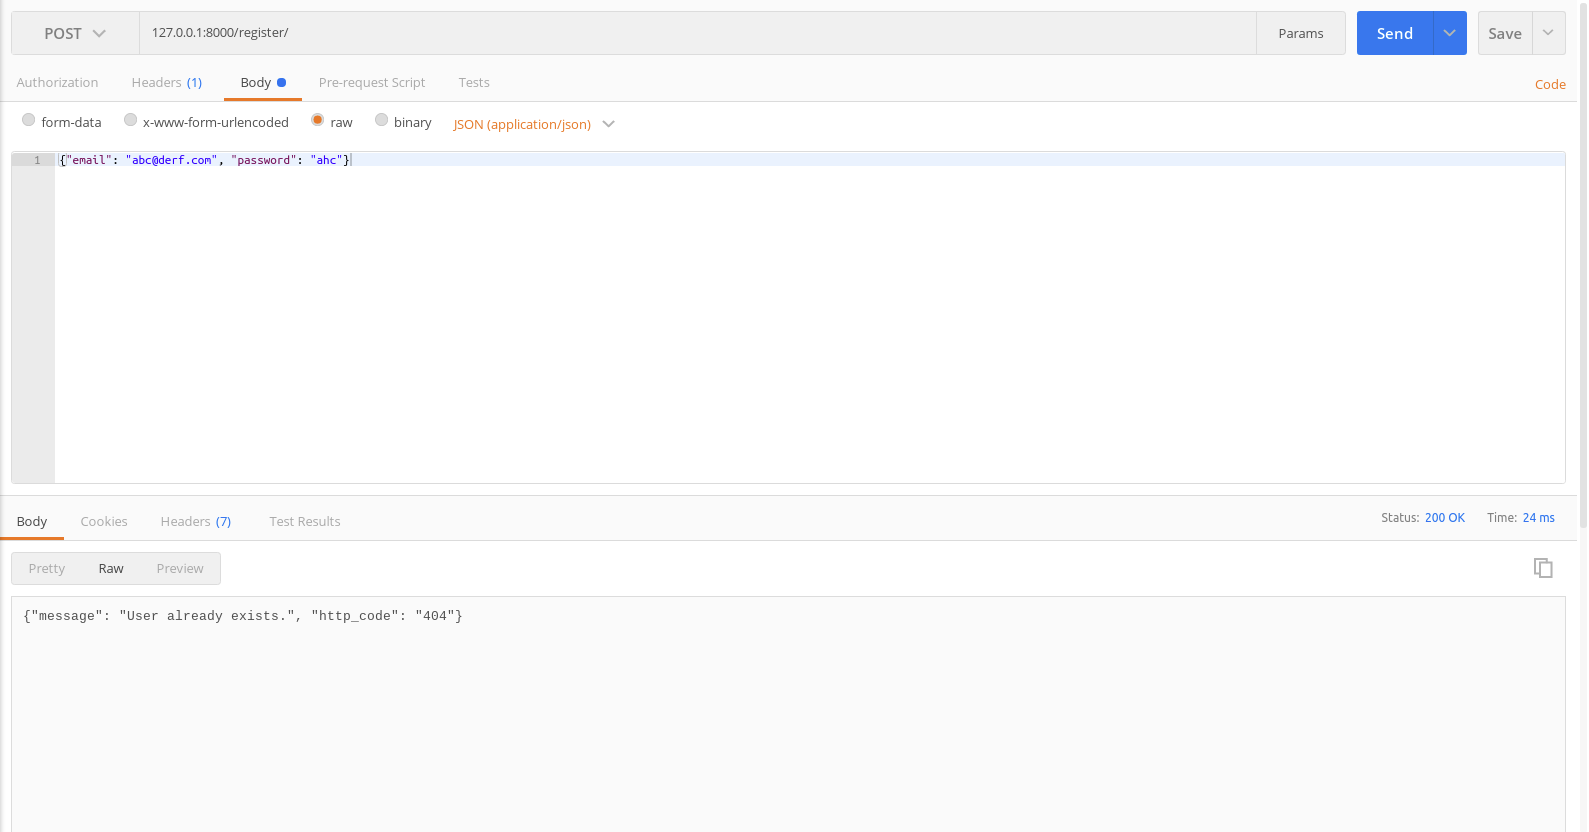 POST 127.0.0.1:8000/register/ Params Send Save
Authorization Headers (1) Body Pre-request Script Tests Code
form-data x-www-form-urlencoded raw binary JSON (application/json)
1 {"email": "abc@derf.com", "password": "ahc"}
Body Cookies Headers (7) Test Results Status: 200 OK Time: 24 ms
Pretty Raw Preview
{"message": "User already exists.", "http_code": "404"}